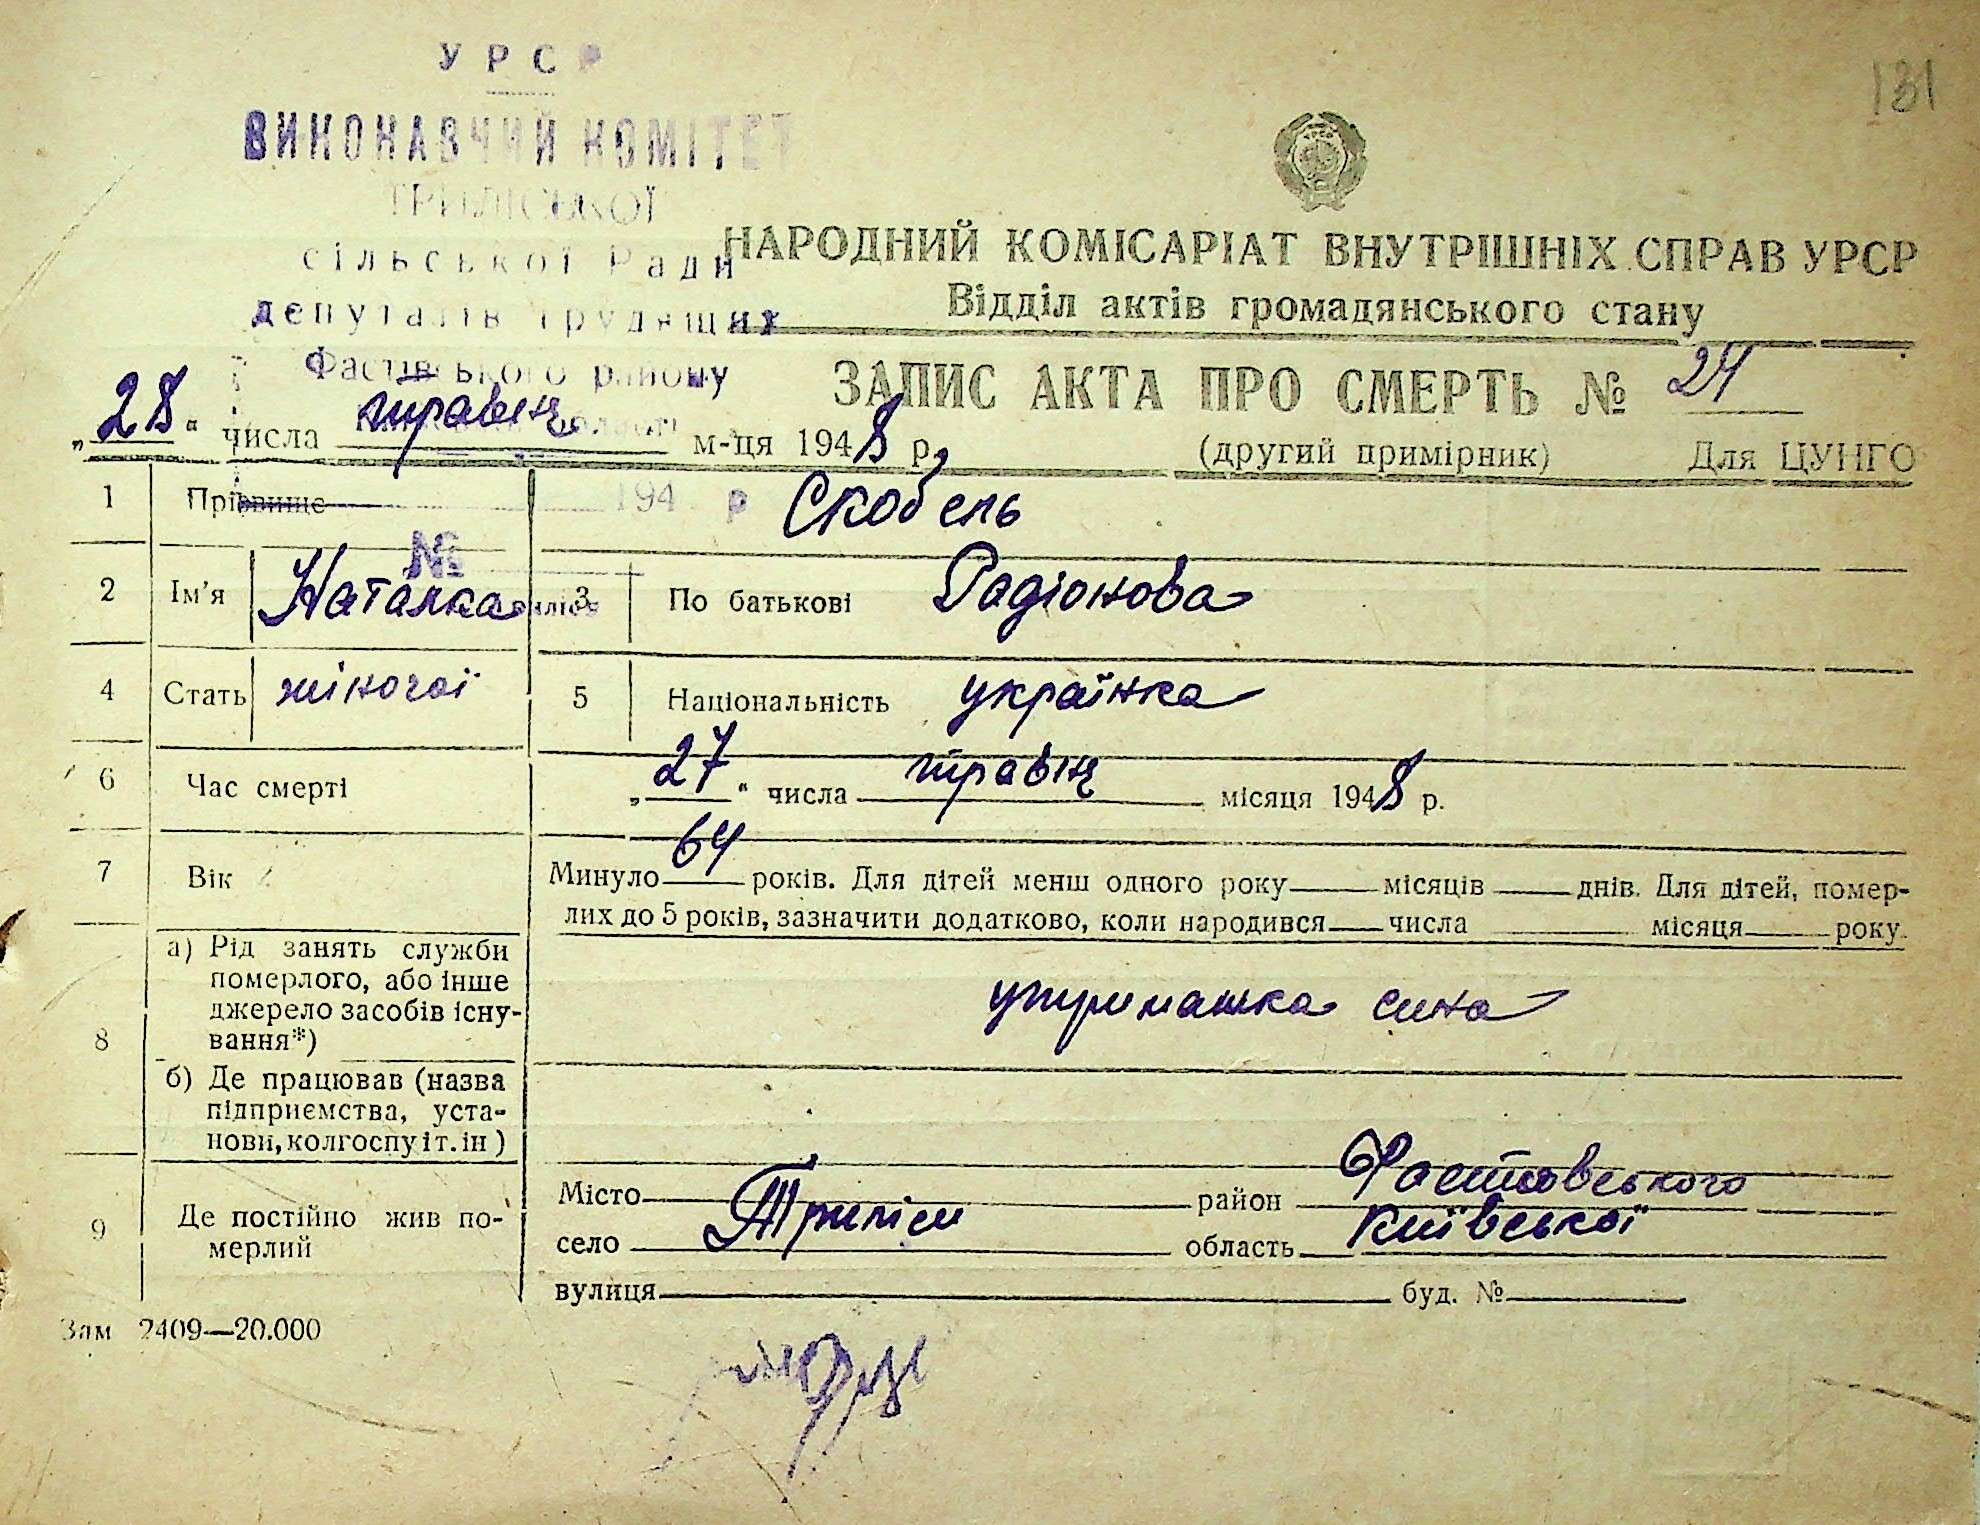 131
УРСР
ВИКОНАВЧИЙ КОМІТЕТ
ТРИЛІСЬКОЇ
сільської Ради
депутатів трудящих
Фастівського району
області
194 р
№
НАРОДНИЙ КОМІСАРІАТ ВНУТРІШНІХ СПРАВ УРСР
Відділ актів громадянського стану
ЗАПИС АКТА ПРО СМЕРТЬ № 24
„28“ числа травня м-ця 1948 р.
(другий примірник) Для ЦУНГО
1 Прізвище Скобель
2 Ім'я Наталка 3 По батькові Радіонова
4 Стать жіночої 5 Національність українка
6 Час смерті „27“ числа травня місяця 1948 р.
7 Вік Минуло 64 років. Для дітей менш одного року місяців днів. Для дітей, помер-
лих до 5 років, зазначити додатково, коли народився числа місяця року
8 а) Рід занять служби
померлого, або інше
джерело засобів існу-
вання*)
утриманка сина
б) Де працював (назва
підприємства, уста-
нови, колгоспу і т. ін )
9 Де постійно жив по-
мерлий
Місто район Фастовського
село Триліси область Київської
вулиця буд. №
Зам 2409—20.000